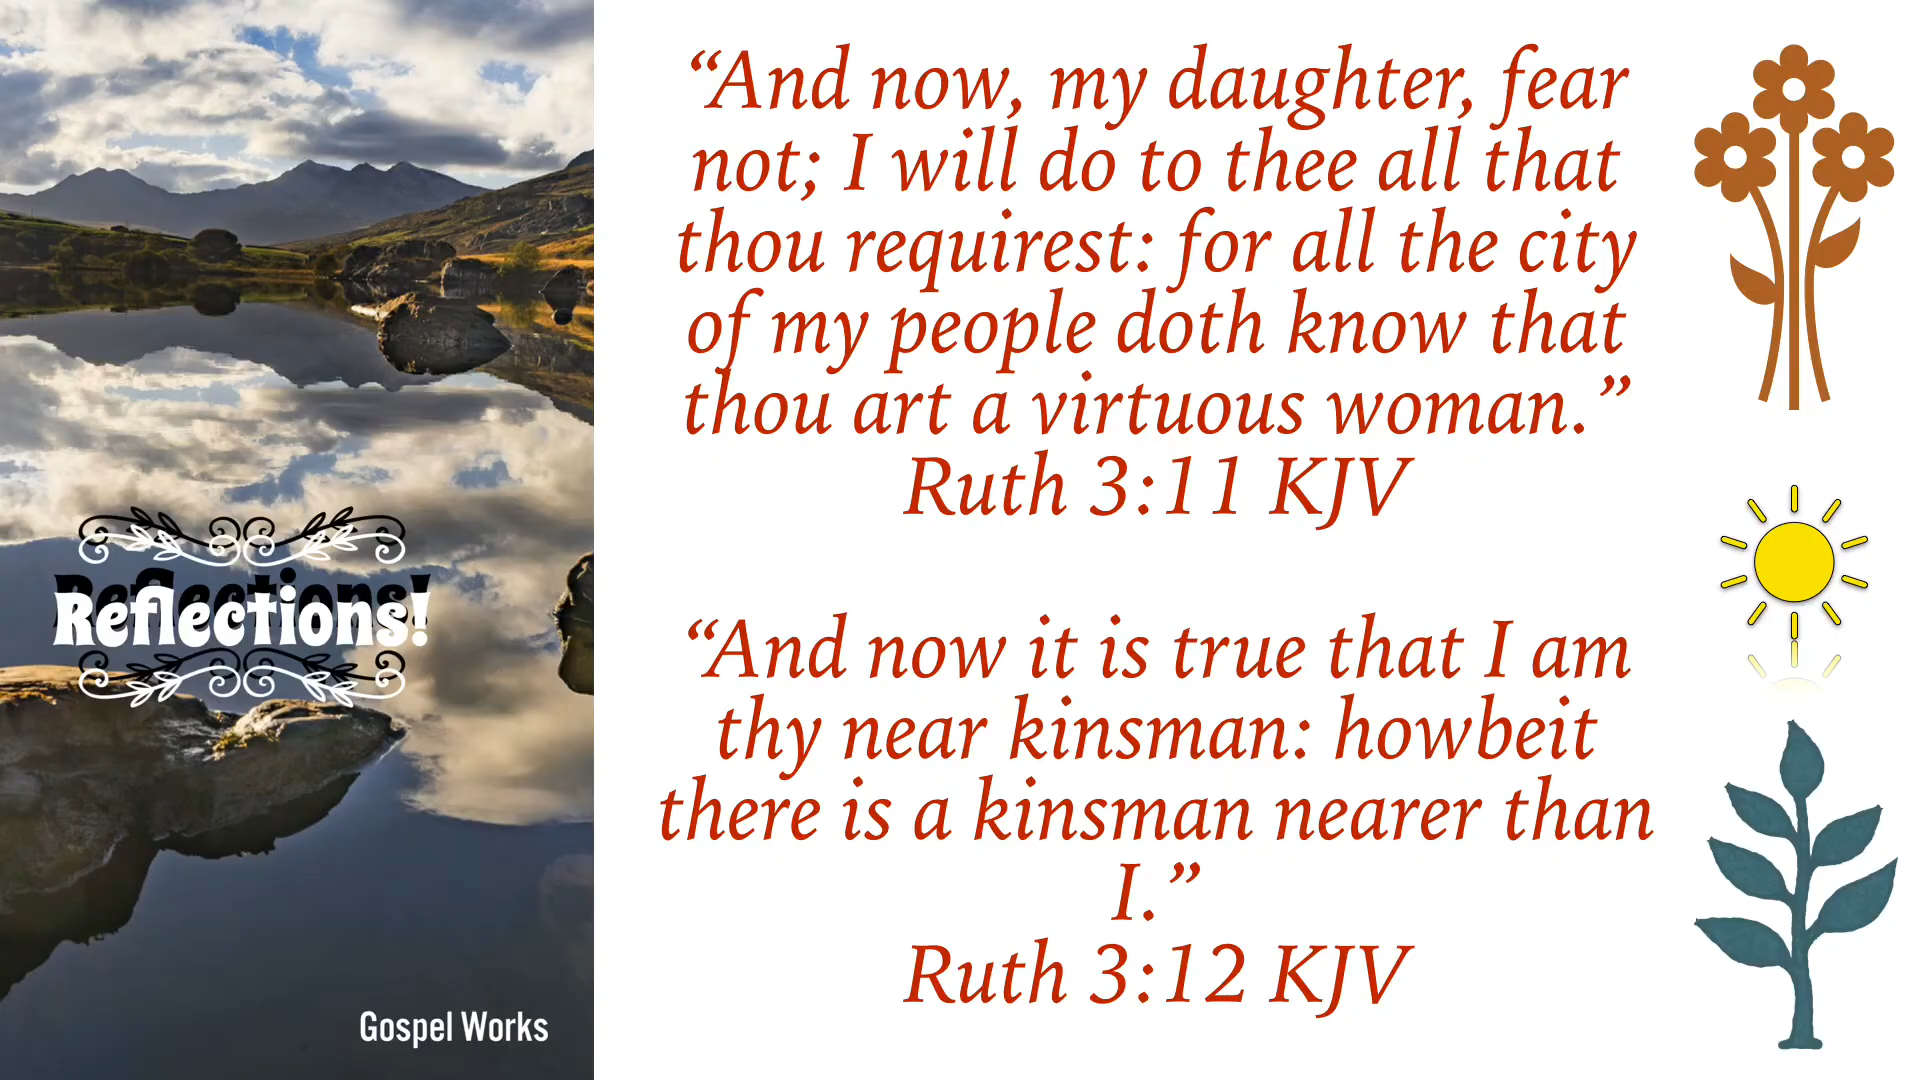 Reflections!
Gospel Works
“And now, my daughter, fear
not; I will do to thee all that
thou requirest: for all the city
of my people doth know that
thou art a virtuous woman.”
Ruth 3:11 KJV
“And now it is true that I am
thy near kinsman: howbeit
there is a kinsman nearer than
I.”
Ruth 3:12 KJV